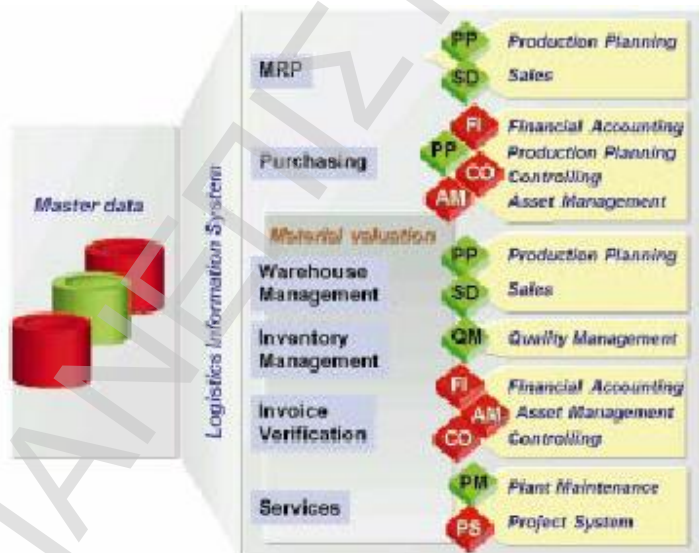 MRP
PP Production Planning
SD Sales
Purchasing
FI Financial Accounting
PP Production Planning
CO Controlling
AM Asset Management
Master data
Logistics Information System
Material valuation
Warehouse
Management
PP Production Planning
SD Sales
Inventory
Management
QM Quality Management
Invoice
Verification
FI Financial Accounting
AM Asset Management
CO Controlling
Services
PM Plant Maintenance
PS Project System